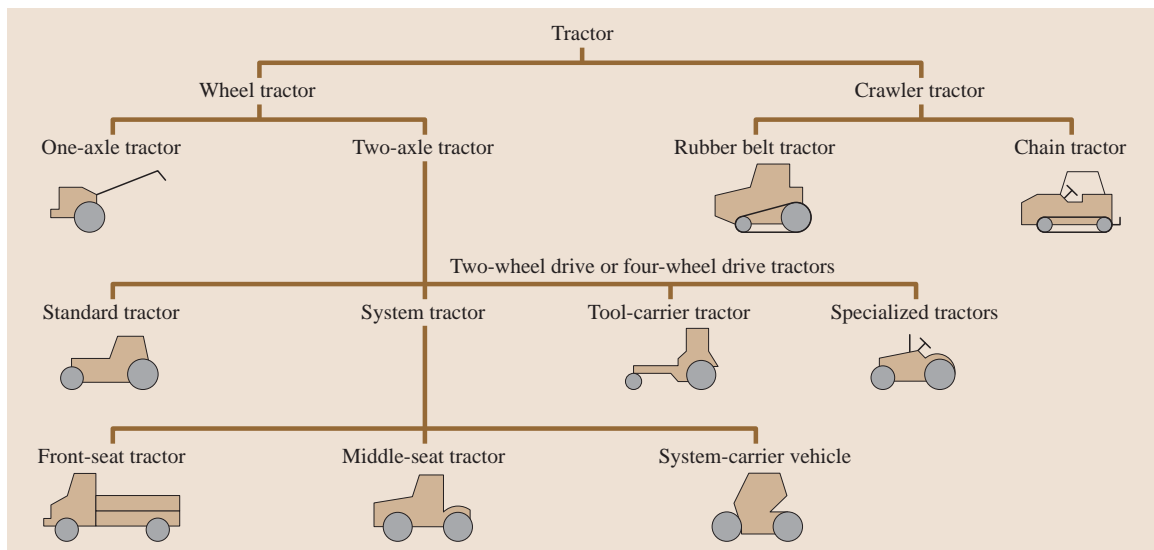 Tractor
Wheel tractor
Crawler tractor
One-axle tractor
Two-axle tractor
Rubber belt tractor
Chain tractor
Two-wheel drive or four-wheel drive tractors
Standard tractor
System tractor
Tool-carrier tractor
Specialized tractors
Front-seat tractor
Middle-seat tractor
System-carrier vehicle